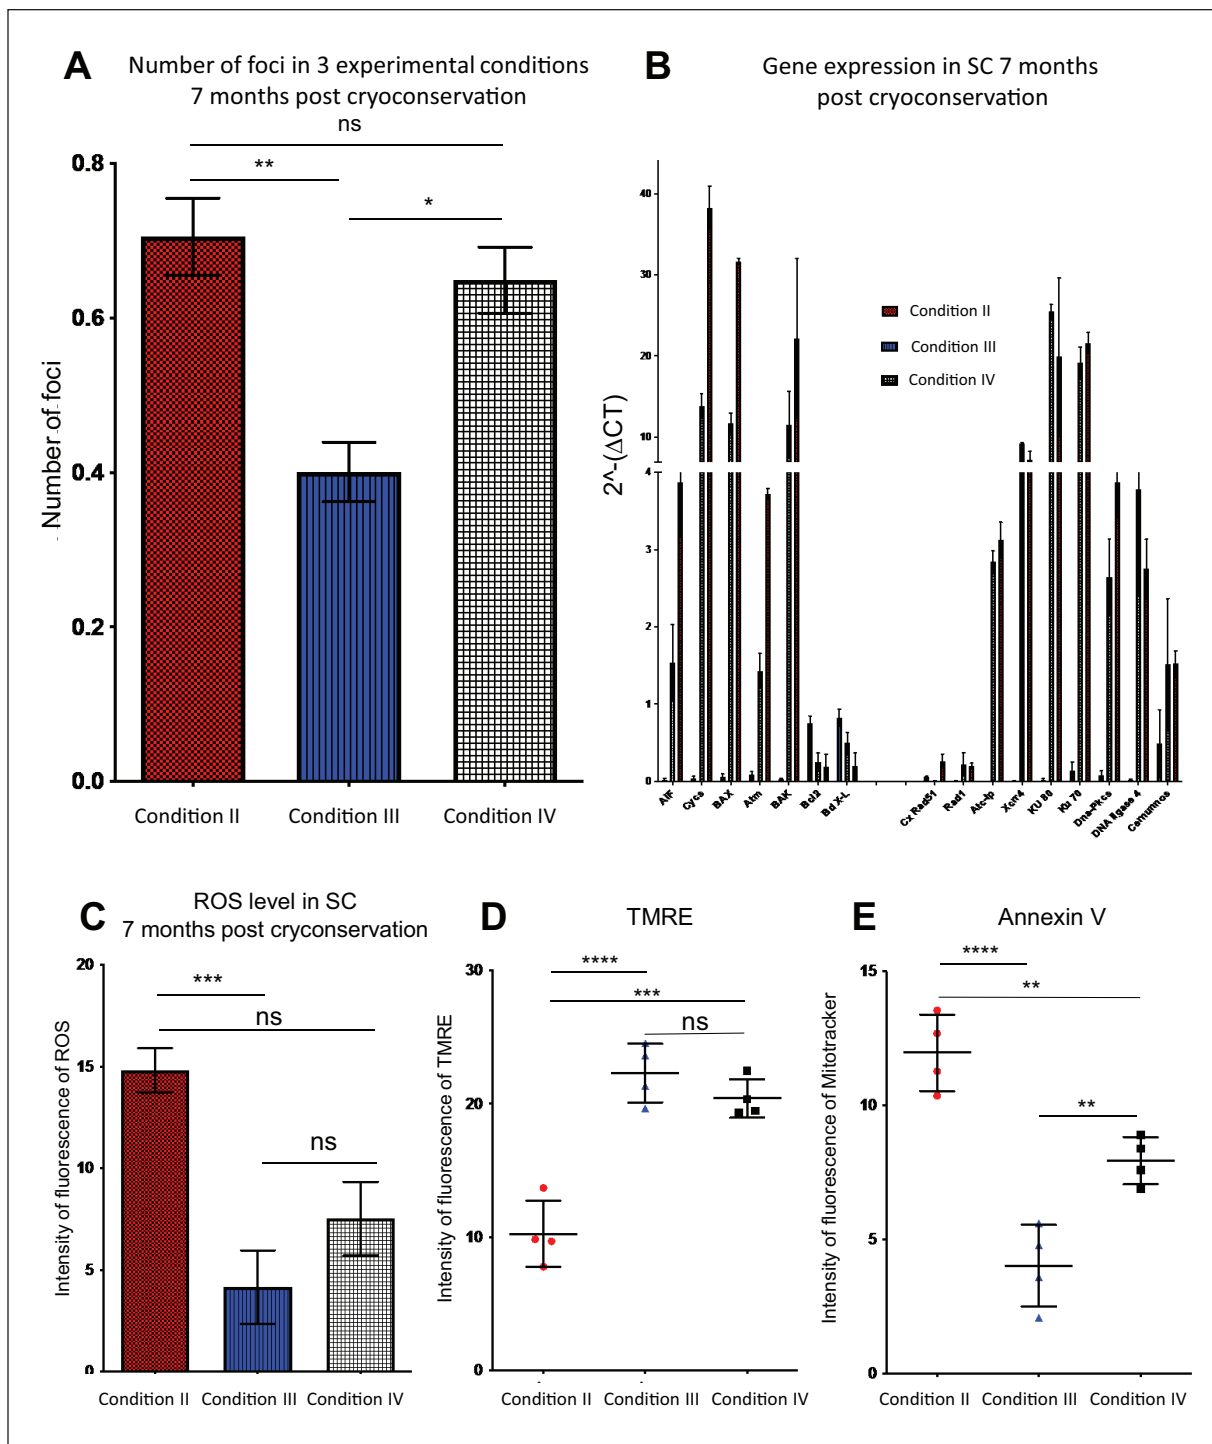 A
Number of foci in 3 experimental conditions
7 months post cryoconservation
ns
**
*
0.8
0.6
0.4
0.2
0.0
Number of foci
Condition II
Condition III
Condition IV
B
Gene expression in SC 7 months
post cryoconservation
40
30
20
10
4
3
2
1
0
2^-(ΔCT)
Condition II
Condition III
Condition IV
AIF
Cycs
BAX
Atm
BAK
Bcl2
Bcl X-L
Cx Rad51
Rad1
Alc-Ip
Xcrr4
KU 80
Ku 70
Dna-Pkcs
DNA ligase 4
Cernunnos
C
ROS level in SC
7 months post cryconservation
20
15
10
5
0
***
ns
ns
Intensity of fluorescence of ROS
Condition II
Condition III
Condition IV
D
TMRE
30
20
10
0
****
***
ns
Intensity of fluorescence of TMRE
Condition II
Condition III
Condition IV
E
Annexin V
15
10
5
0
****
**
**
Intensity of fluorescence of Mitotracker
Condition II
Condition III
Condition IV